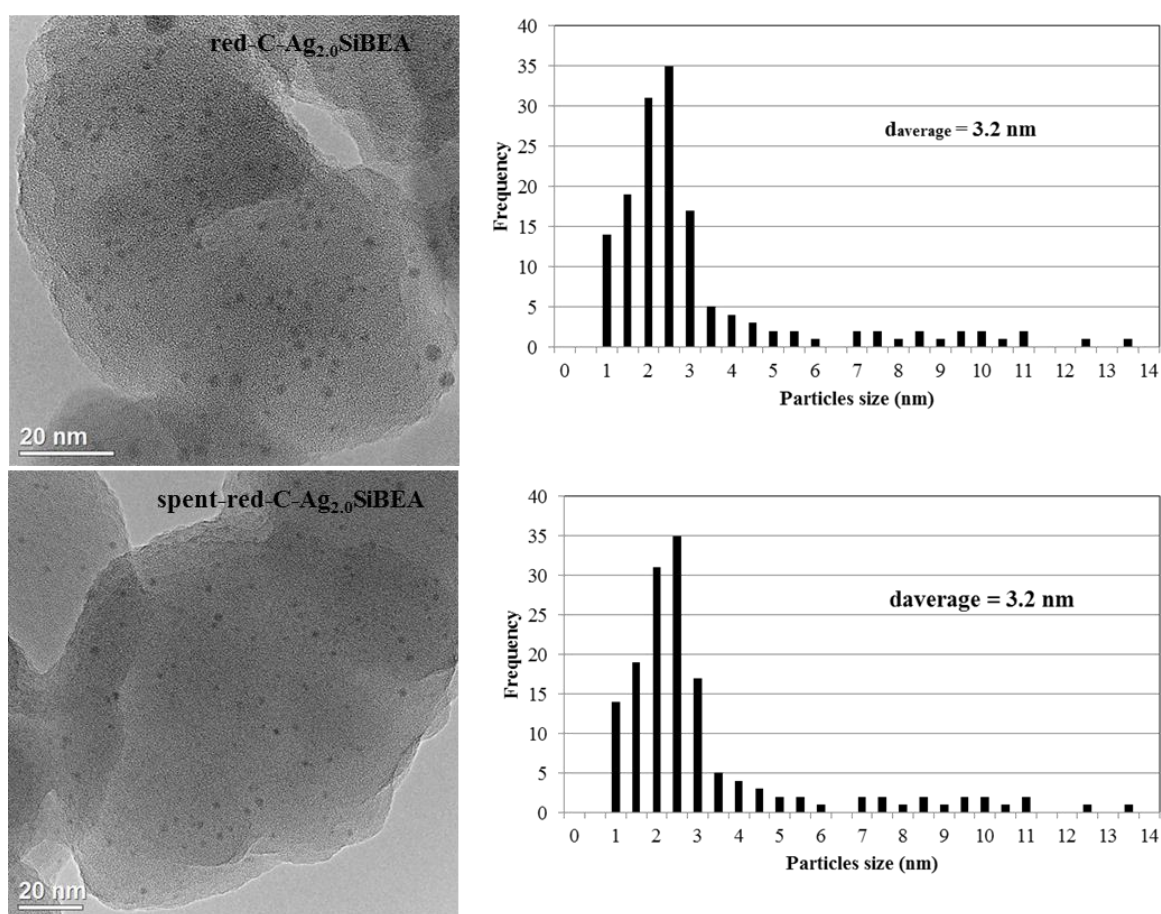 red-C-Ag2.0SiBEA
20 nm
40
35
30
25
20
15
10
5
0
Frequency
daverage = 3.2 nm
0 1 2 3 4 5 6 7 8 9 10 11 12 13 14
Particles size (nm)
spent-red-C-Ag2.0SiBEA
20 nm
40
35
30
25
20
15
10
5
0
Frequency
daverage = 3.2 nm
0 1 2 3 4 5 6 7 8 9 10 11 12 13 14
Particles size (nm)